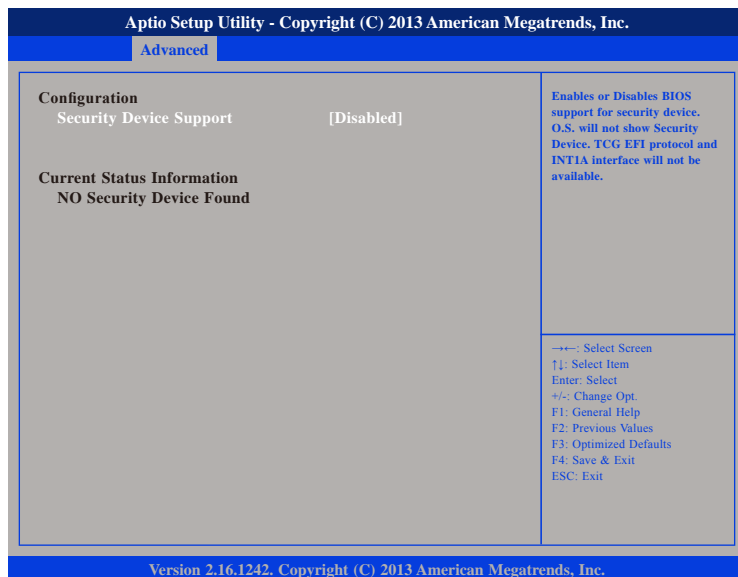 Aptio Setup Utility - Copyright (C) 2013 American Megatrends, Inc.
Advanced
Configuration
Security Device Support [Disabled]
Current Status Information
NO Security Device Found
Enables or Disables BIOS
support for security device.
O.S. will not show Security
Device. TCG EFI protocol and
INT1A interface will not be
available.
→←: Select Screen
↑↓: Select Item
Enter: Select
+/-: Change Opt.
F1: General Help
F2: Previous Values
F3: Optimized Defaults
F4: Save & Exit
ESC: Exit
Version 2.16.1242. Copyright (C) 2013 American Megatrends, Inc.